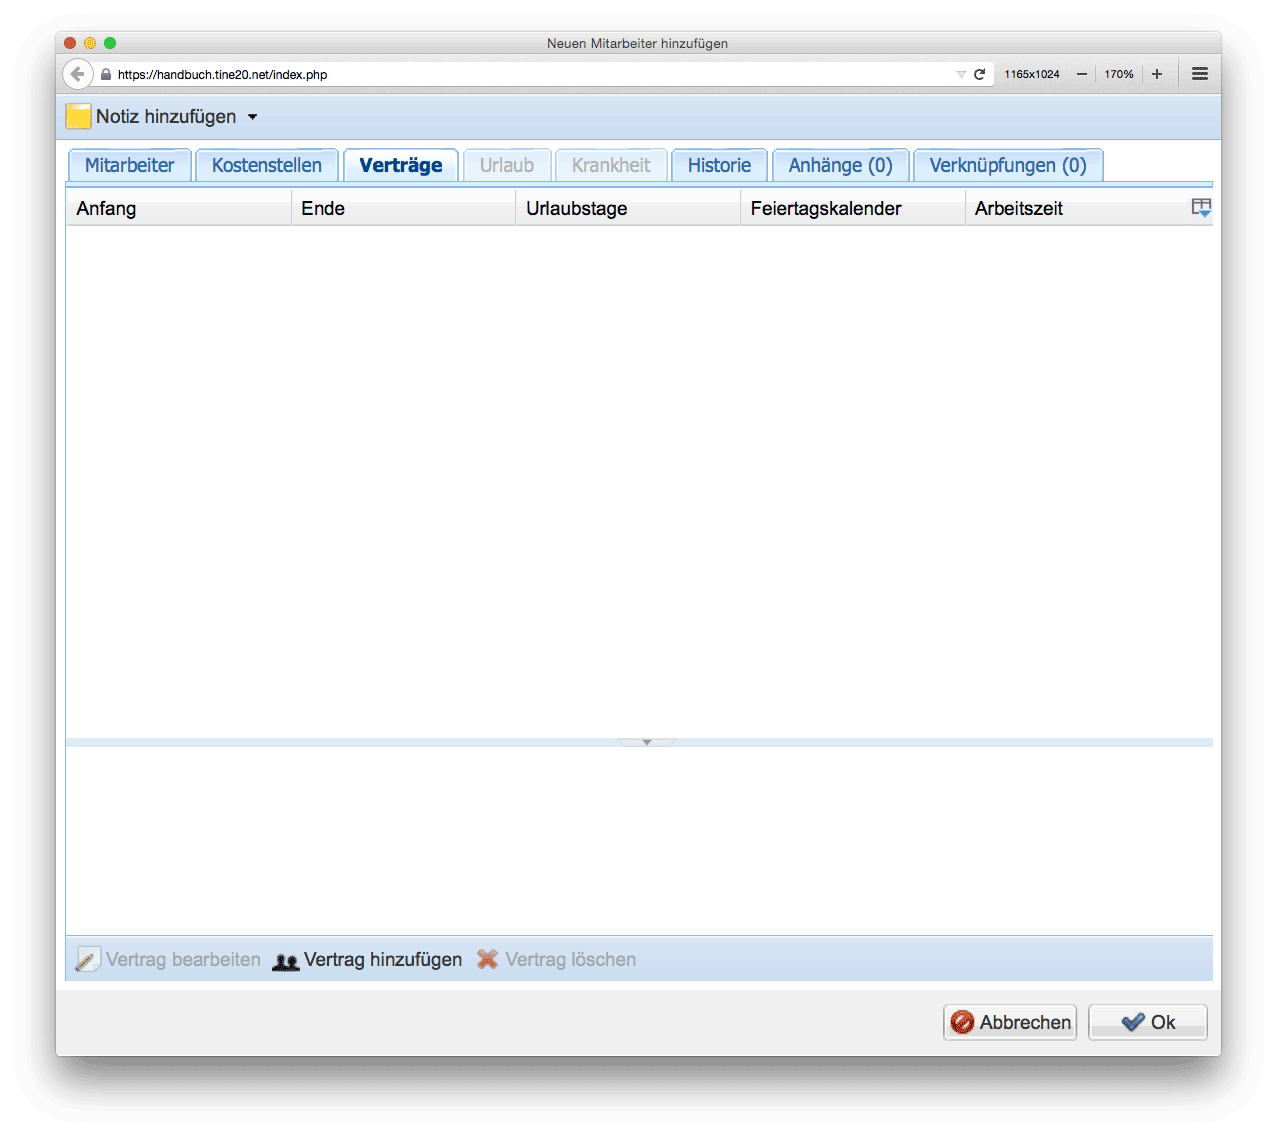 Neuen Mitarbeiter hinzufügen
https://handbuch.tine20.net/index.php 1165x1024 170%
Notiz hinzufügen
Mitarbeiter Kostenstellen Verträge Urlaub Krankheit Historie Anhänge (0) Verknüpfungen (0)
Anfang Ende Urlaubstage Feiertagskalender Arbeitszeit
Vertrag bearbeiten Vertrag hinzufügen Vertrag löschen
Abbrechen Ok